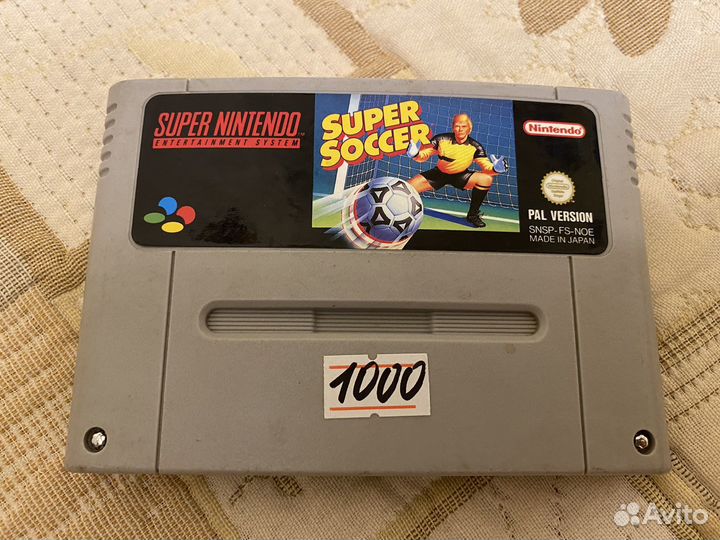 SUPER NINTENDO
ENTERTAINMENT SYSTEM
SUPER
SOCCER
Nintendo
PAL VERSION
SNSP-FS-NOE
MADE IN JAPAN
1000
Avito